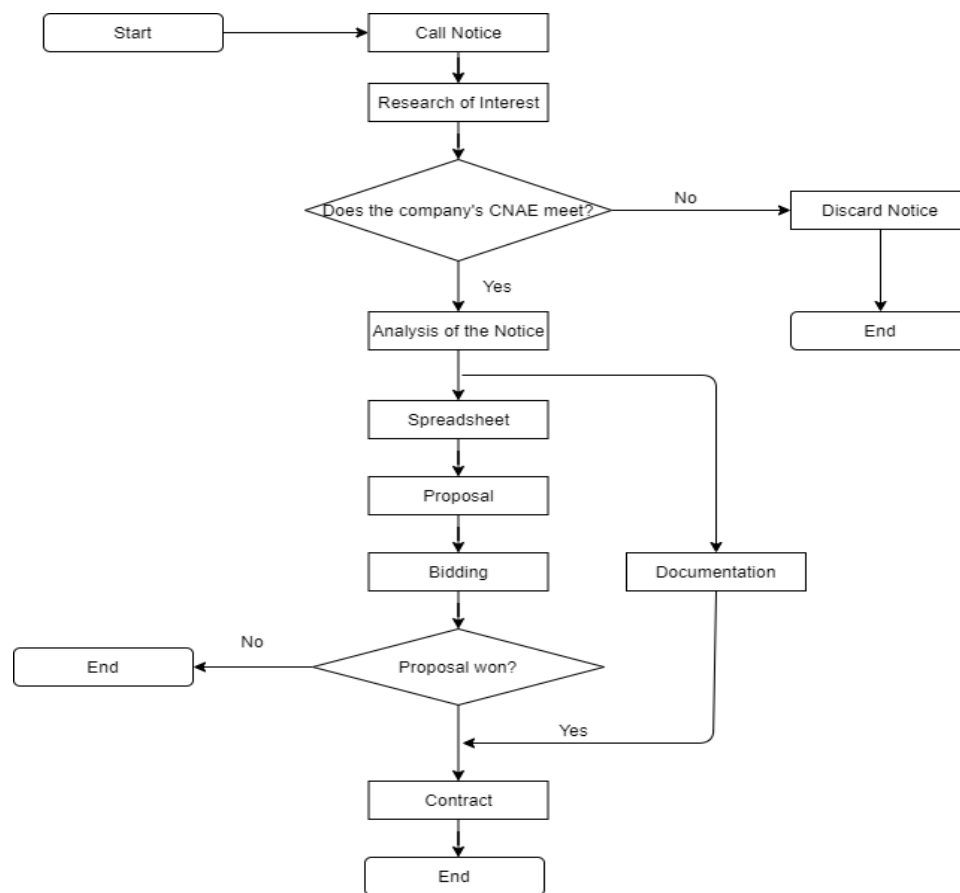 Start
Call Notice
Research of Interest
Does the company's CNAE meet?
No
Discard Notice
Yes
End
Analysis of the Notice
Spreadsheet
Proposal
Bidding
Documentation
No
End
Proposal won?
Yes
Contract
End